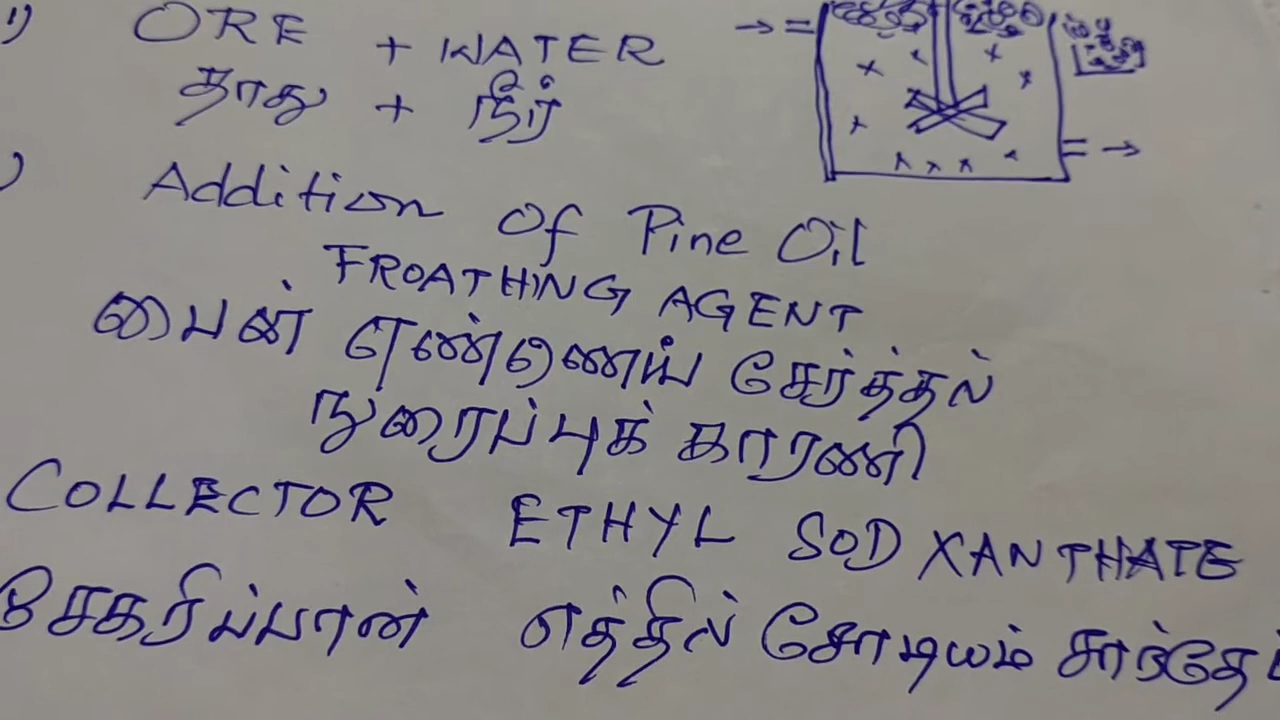 1) ORE + WATER
தாது + நீர்
) Addition Of Pine Oil
FROATHING AGENT
பைன் எண்ணெய் சேர்த்தல்
நுரைப்புக் காரணி
COLLECTOR ETHYL SOD XANTHATE
சேகரிப்பான் எத்தில் சோடியம்